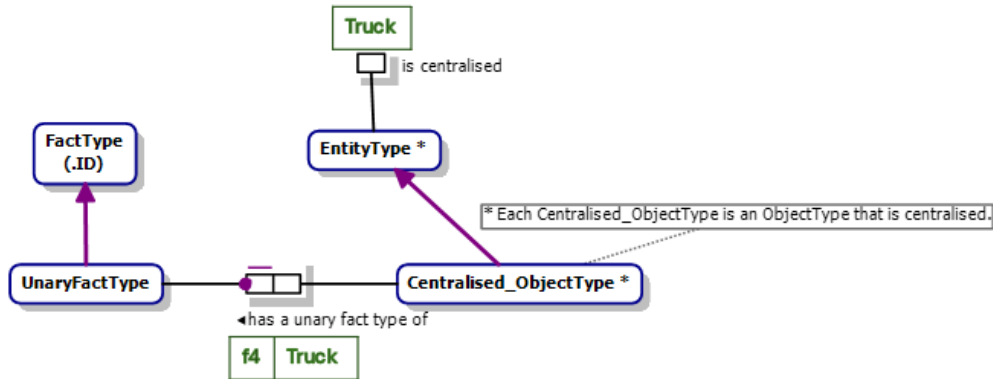 Truck
is centralised
FactType
(.ID)
EntityType *
* Each Centralised_ObjectType is an ObjectType that is centralised.
UnaryFactType
Centralised_ObjectType *
◄has a unary fact type of
f4 Truck